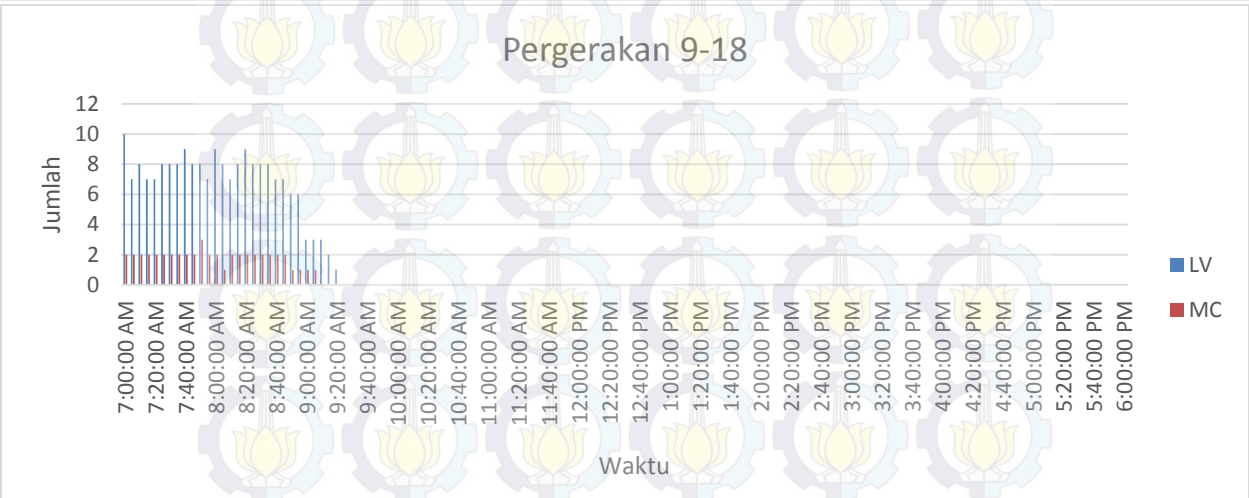 Pergerakan 9-18
12
10
8
6
4
2
0
Jumlah
7:00:00 AM
7:20:00 AM
7:40:00 AM
8:00:00 AM
8:20:00 AM
8:40:00 AM
9:00:00 AM
9:20:00 AM
9:40:00 AM
10:00:00 AM
10:20:00 AM
10:40:00 AM
11:00:00 AM
11:20:00 AM
11:40:00 AM
12:00:00 PM
12:20:00 PM
12:40:00 PM
1:00:00 PM
1:20:00 PM
1:40:00 PM
2:00:00 PM
2:20:00 PM
2:40:00 PM
3:00:00 PM
3:20:00 PM
3:40:00 PM
4:00:00 PM
4:20:00 PM
4:40:00 PM
5:00:00 PM
5:20:00 PM
5:40:00 PM
6:00:00 PM
Waktu
LV
MC